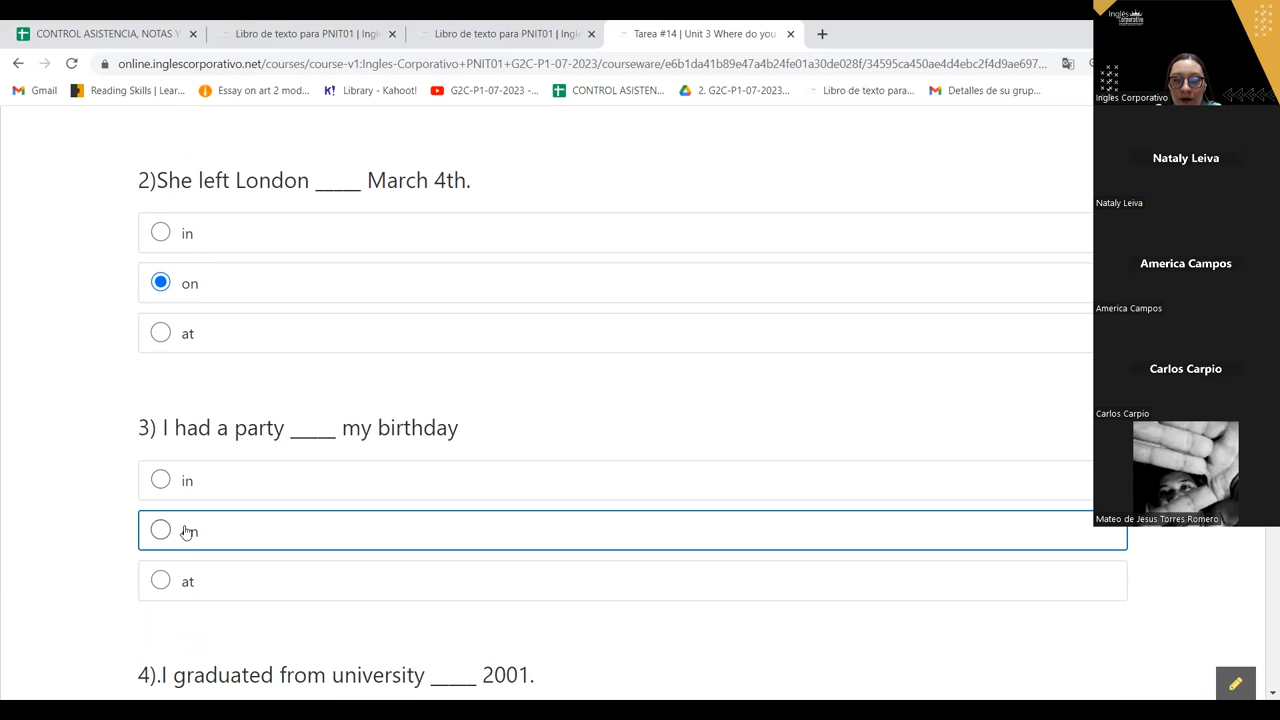 CONTROL ASISTENCIA, NOTAS Y
Libro de texto para PNIT01 | Ingl
Libro de texto para PNIT01 | Ingl
Tarea #14 | Unit 3 Where do you
online.inglescorporativo.net/courses/course-v1:Ingles-Corporativo+PNIT01+G2C-P1-07-2023/courseware/e6b1da41b89e47a4b24fe01a30de028f/34595ca450ae4d4ebc2f4d9ae697...
Gmail
Reading Skills | Lear...
Essay on art 2 mod...
Library - Kahoot!
G2C-P1-07-2023 -...
CONTROL ASISTEN...
2. G2C-P1-07-2023...
Libro de texto para...
Detalles de su grup...
2)She left London _____ March 4th.
in
on
at
3) I had a party _____ my birthday
in
on
at
4).I graduated from university _____ 2001.
Inglés
Corporativo
Ingles Corporativo
Nataly Leiva
Nataly Leiva
America Campos
America Campos
Carlos Carpio
Carlos Carpio
Mateo de Jesus Torres Romero